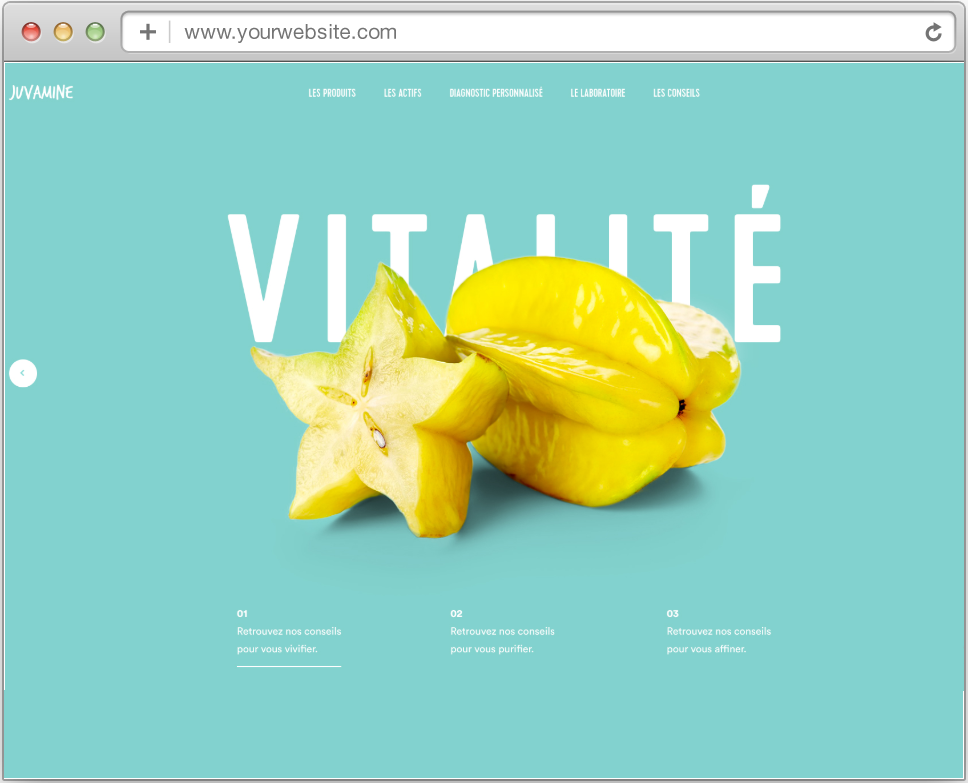 www.yourwebsite.com
JUVAMINE
LES PRODUITS LES ACTIFS DIAGNOSTIC PERSONNALISÉ LE LABORATOIRE LES CONSEILS
VITALITÉ
01
Retrouvez nos conseils
pour vous vivifier.
02
Retrouvez nos conseils
pour vous purifier.
03
Retrouvez nos conseils
pour vous affiner.